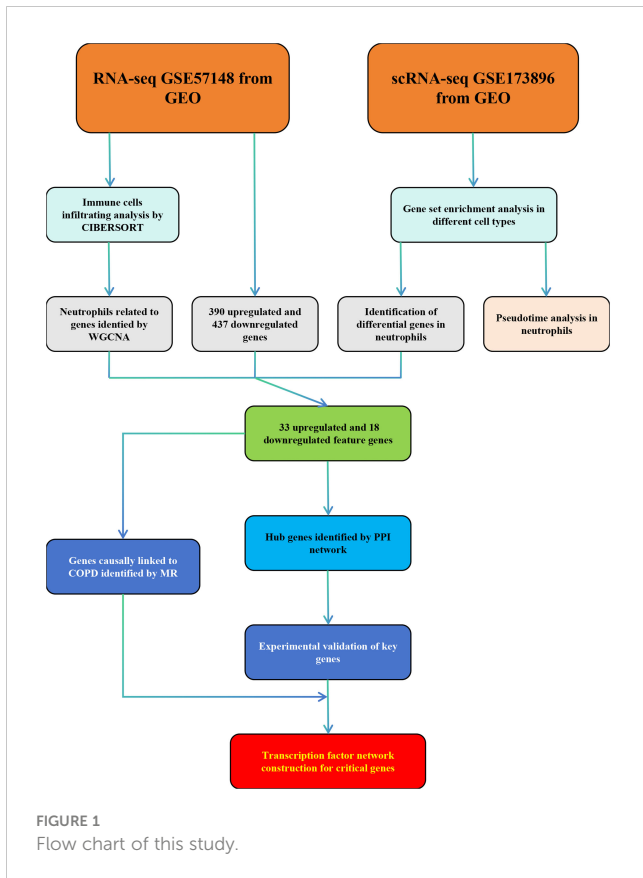 RNA-seq GSE57148 from
GEO
scRNA-seq GSE173896
from GEO
Immune cells
infiltrating analysis by
CIBERSORT
Gene set enrichment analysis in
different cell types
Neutrophils related to
genes identied by
WGCNA
390 upregulated and
437 downregulated
genes
Identification of
differential genes in
neutrophils
Pseudotime analysis in
neutrophils
33 upregulated and 18
downregulated feature genes
Genes causally linked to
COPD identified by MR
Hub genes identified by PPI
network
Experimental validation of key
genes
Transcription factor network
construction for critical genes
FIGURE 1
Flow chart of this study.